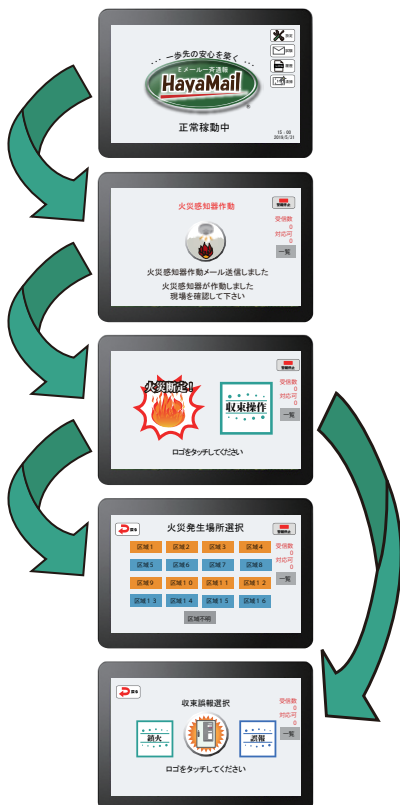 ･･･ 一歩先の安心を築く ･･･
Eメール一斉通報
HayaMail
®
正常稼動中
15：00
2019/5/21
火災感知器作動
受信数
0
対応可
0
一覧
火災感知器作動メール送信しました
火災感知器が作動しました
現場を確認して下さい
火災断定！
収束操作
受信数
0
対応可
0
一覧
ロゴをタッチしてください
戻る
火災発生場所選択
区域1 区域2 区域3 区域4
区域5 区域6 区域7 区域8
区域9 区域10 区域11 区域12
区域13 区域14 区域15 区域16
区域不明
受信数
0
対応可
0
一覧
戻る
収束誤報選択
鎮火
誤報
受信数
0
対応可
0
一覧
ロゴをタッチしてください